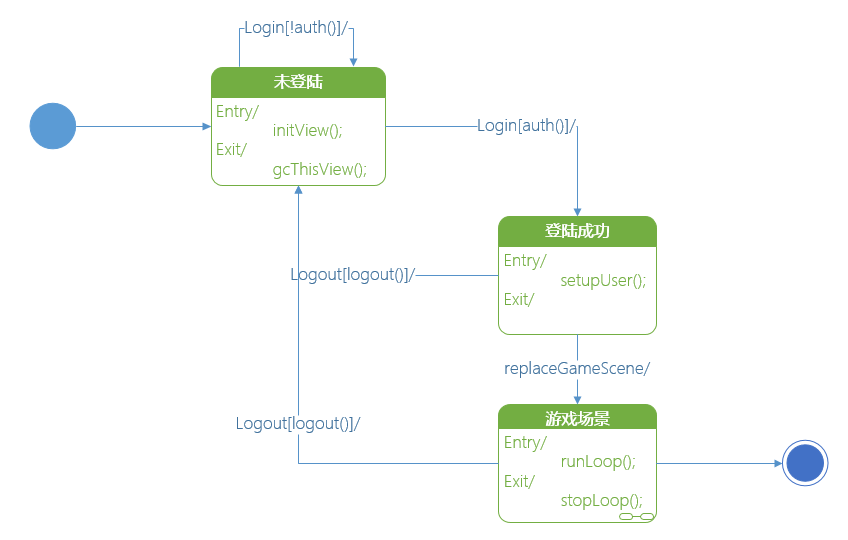 Login[!auth()]/
未登陆
Entry/
initView();
Exit/
gcThisView();
Login[auth()]/
登陆成功
Entry/
setupUser();
Exit/
Logout[logout()]/
replaceGameScene/
游戏场景
Entry/
runLoop();
Exit/
stopLoop();
Logout[logout()]/